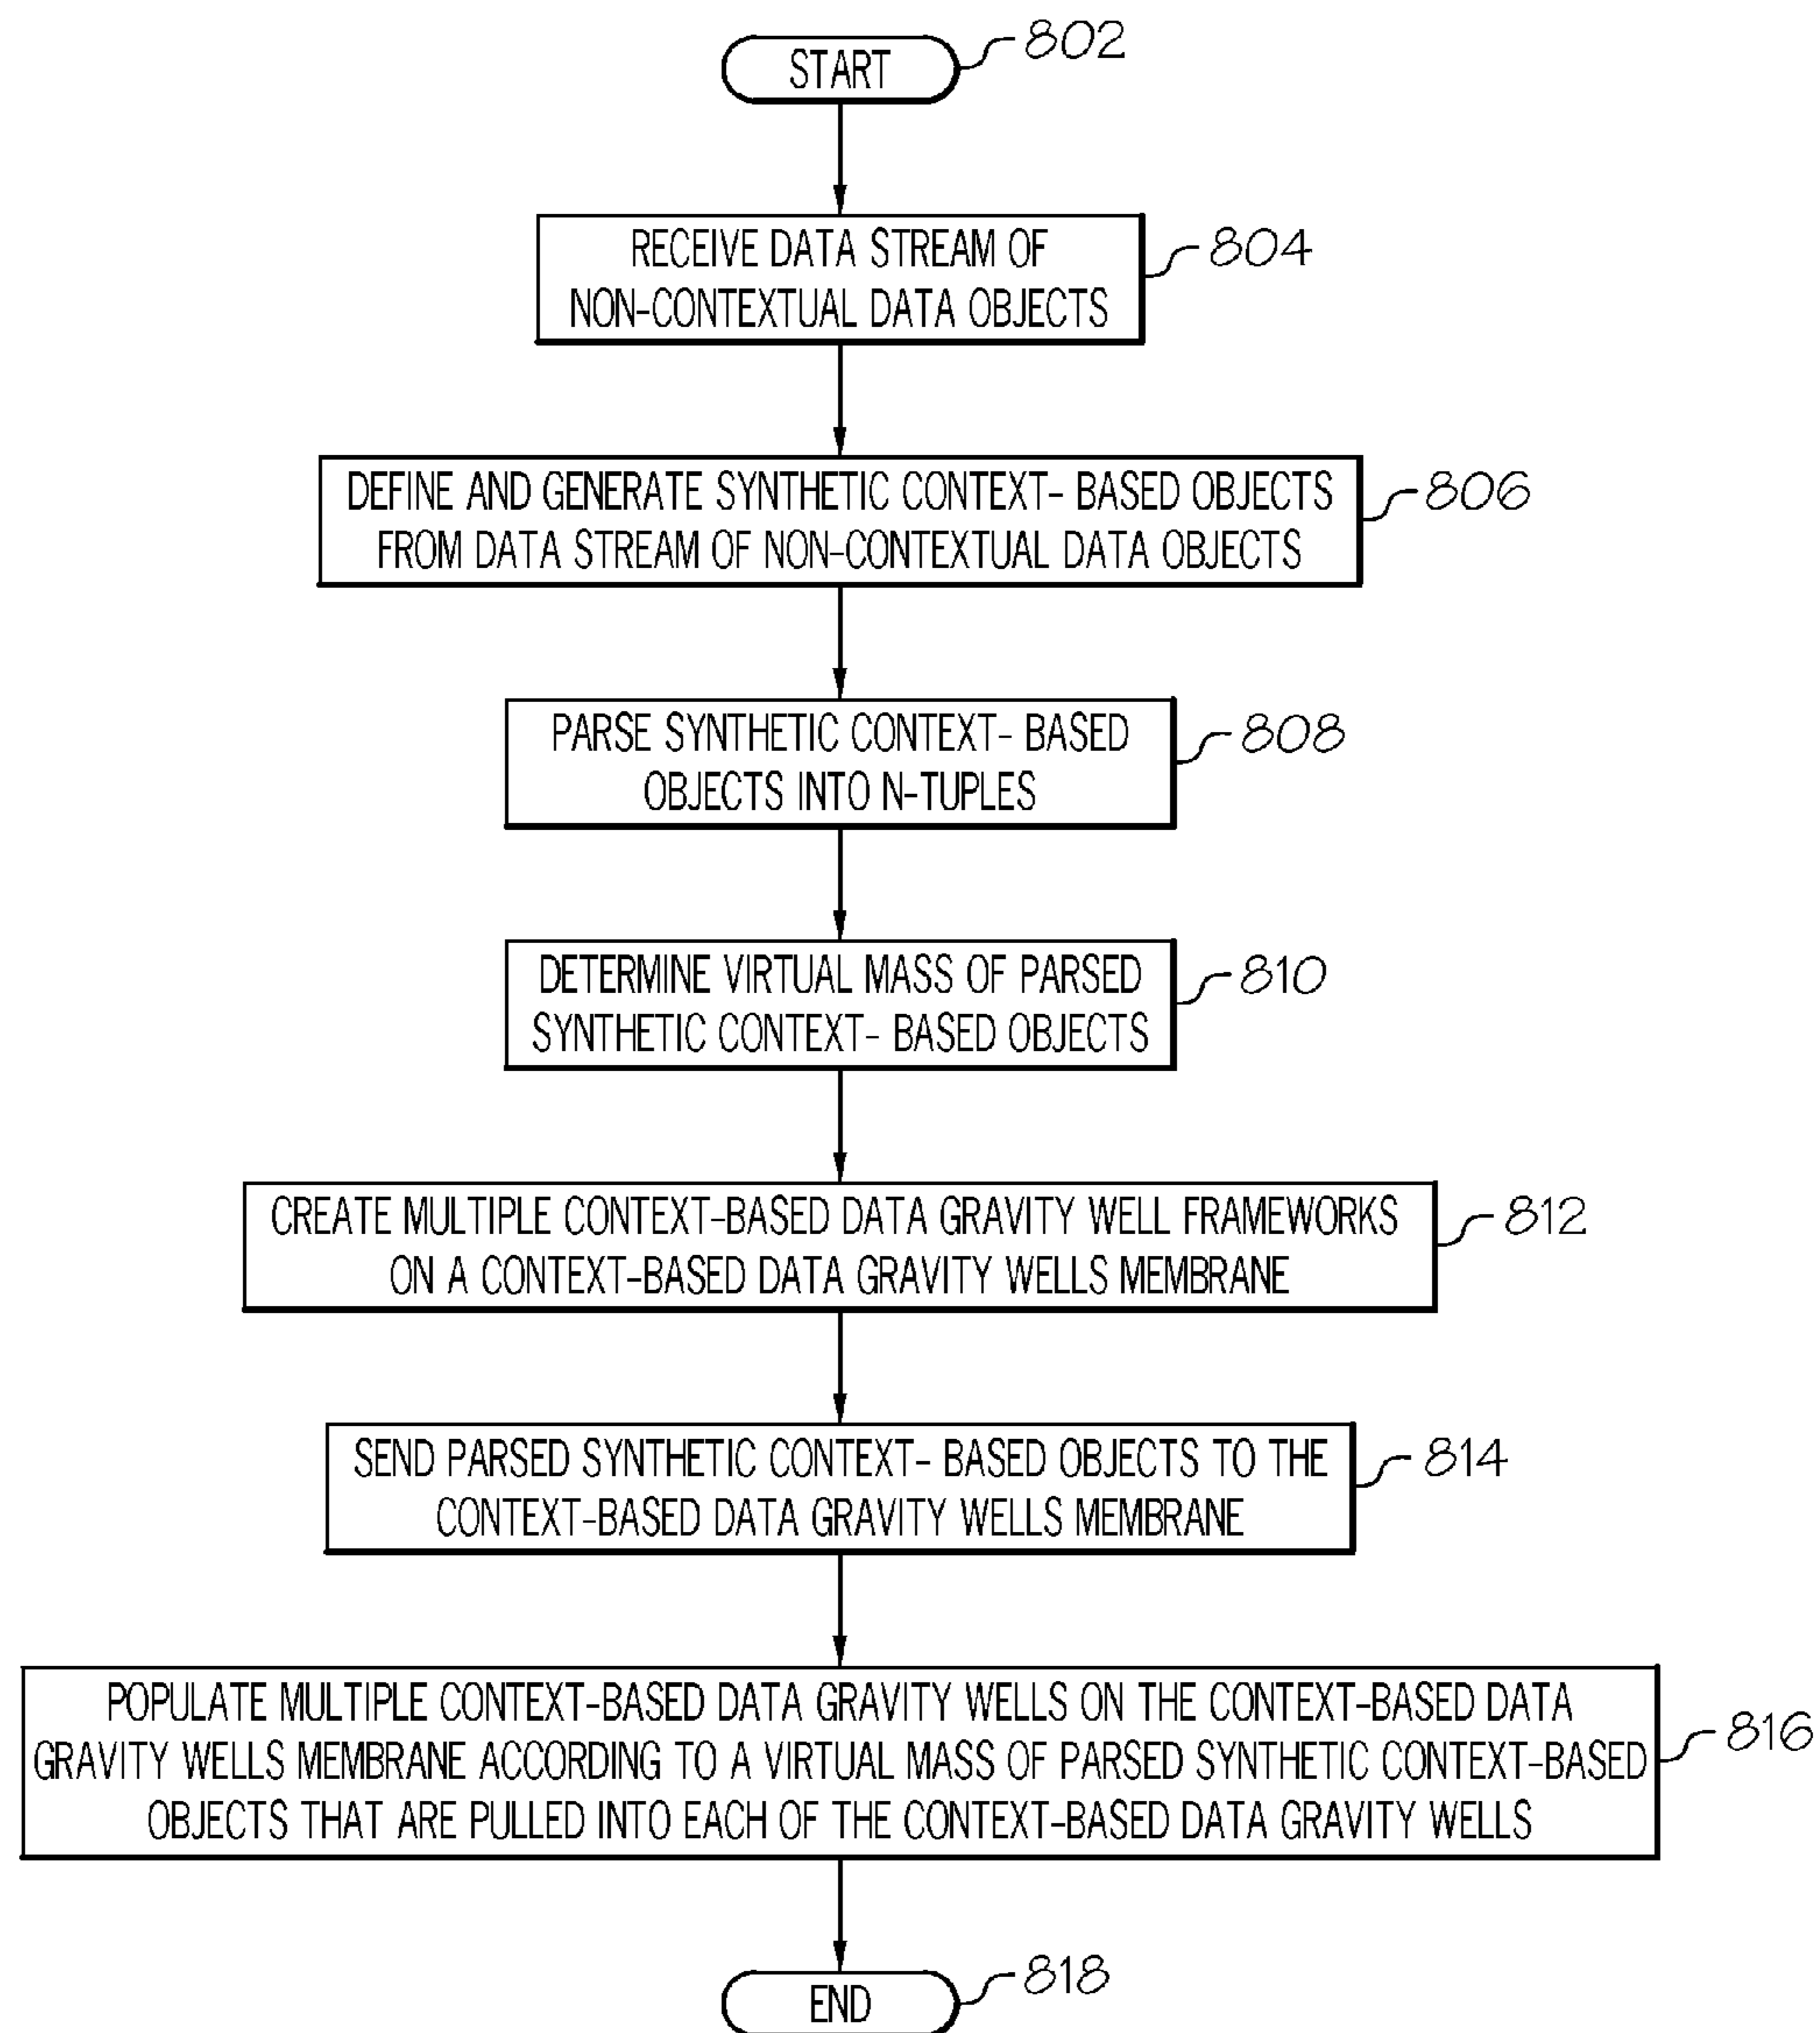 START
802
RECEIVE DATA STREAM OF
NON-CONTEXTUAL DATA OBJECTS
804
DEFINE AND GENERATE SYNTHETIC CONTEXT- BASED OBJECTS
FROM DATA STREAM OF NON-CONTEXTUAL DATA OBJECTS
806
PARSE SYNTHETIC CONTEXT- BASED
OBJECTS INTO N-TUPLES
808
DETERMINE VIRTUAL MASS OF PARSED
SYNTHETIC CONTEXT- BASED OBJECTS
810
CREATE MULTIPLE CONTEXT-BASED DATA GRAVITY WELL FRAMEWORKS
ON A CONTEXT-BASED DATA GRAVITY WELLS MEMBRANE
812
SEND PARSED SYNTHETIC CONTEXT- BASED OBJECTS TO THE
CONTEXT-BASED DATA GRAVITY WELLS MEMBRANE
814
POPULATE MULTIPLE CONTEXT-BASED DATA GRAVITY WELLS ON THE CONTEXT-BASED DATA
GRAVITY WELLS MEMBRANE ACCORDING TO A VIRTUAL MASS OF PARSED SYNTHETIC CONTEXT-BASED
OBJECTS THAT ARE PULLED INTO EACH OF THE CONTEXT-BASED DATA GRAVITY WELLS
816
END
818